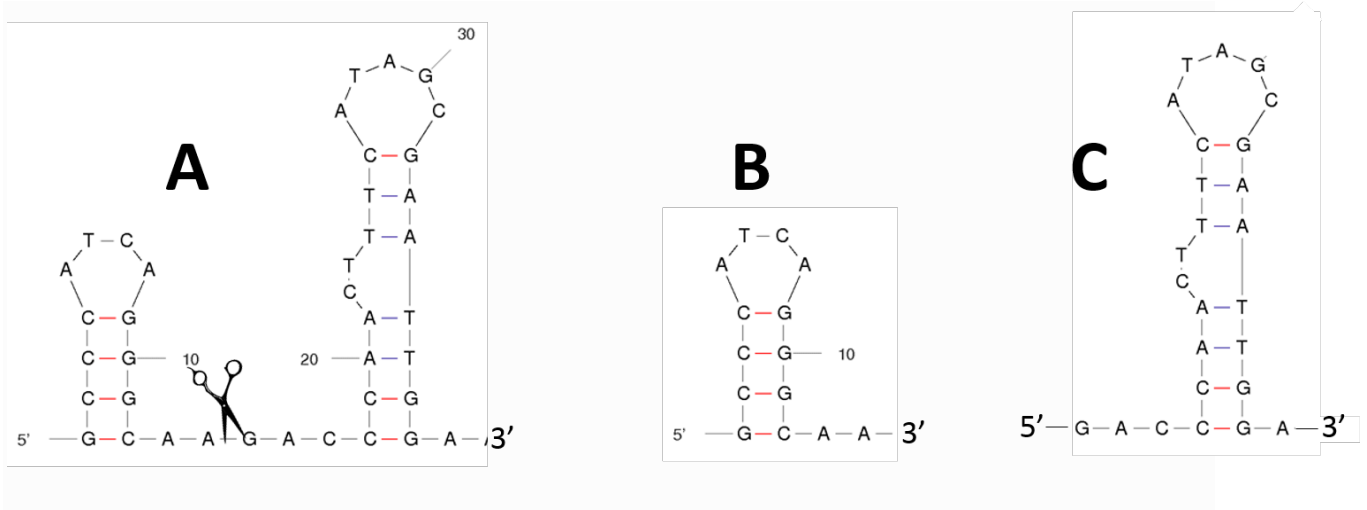 30
A
T G
A C
A
C G
T A
T C T A
A A T
C
C G A T
C G 10 20 A T
C G C G
5' G C A A G A C C G A 3'
B
T C
A A
C G
C G 10
C G
5' G C A A 3'
A
T G
A C
C
C G
T A
T A
T
C
A T
A T
C G
5' G A C C G A 3'